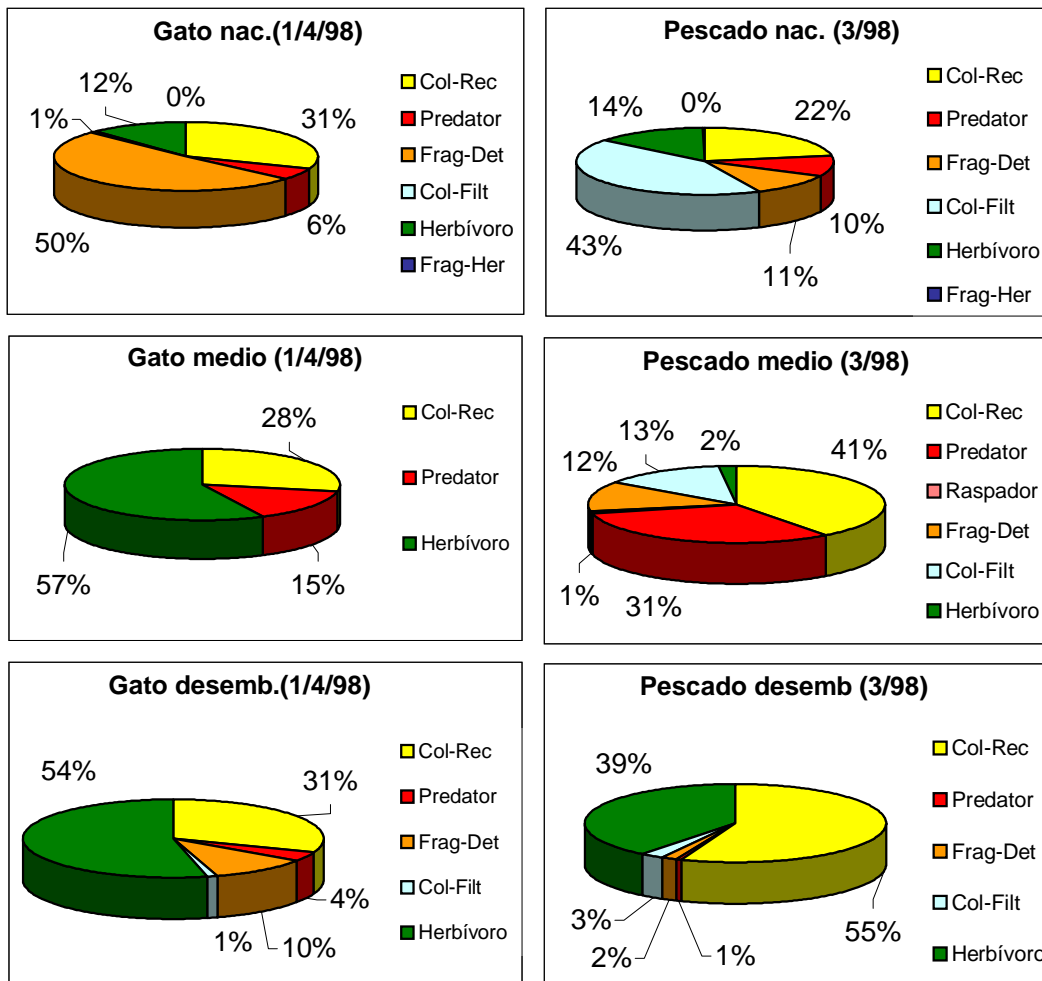 Gato nac.(1/4/98)
12%
0%
1%
31%
50%
6%
Col-Rec
Predator
Frag-Det
Col-Filt
Herbívoro
Frag-Her
Pescado nac. (3/98)
14%
0%
22%
43%
10%
11%
Col-Rec
Predator
Frag-Det
Col-Filt
Herbívoro
Frag-Her
Gato medio (1/4/98)
28%
57%
15%
Col-Rec
Predator
Herbívoro
Pescado medio (3/98)
13%
2%
41%
12%
1%
31%
Col-Rec
Predator
Raspador
Frag-Det
Col-Filt
Herbívoro
Gato desemb.(1/4/98)
54%
31%
4%
1%
10%
Col-Rec
Predator
Frag-Det
Col-Filt
Herbívoro
Pescado desemb (3/98)
39%
3%
2%
1%
55%
Col-Rec
Predator
Frag-Det
Col-Filt
Herbívoro